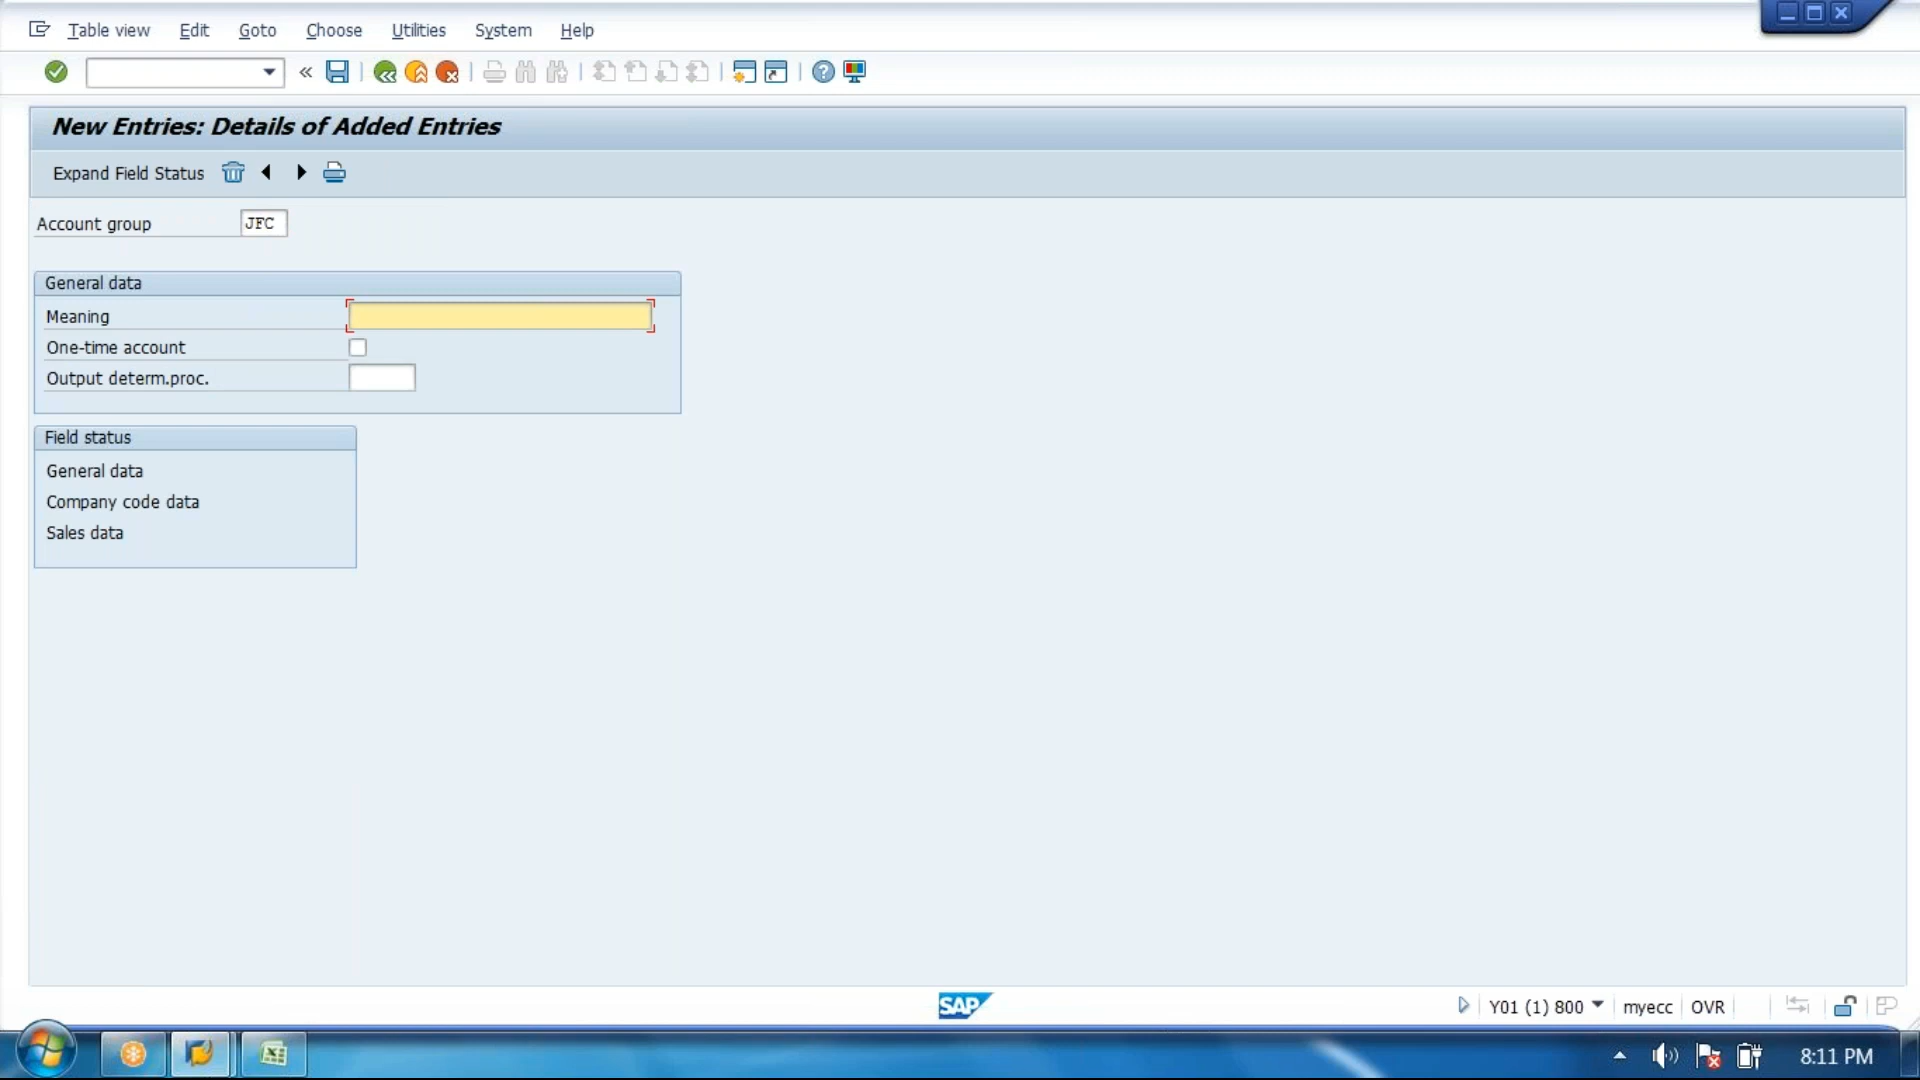 Table view Edit Goto Choose Utilities System Help
New Entries: Details of Added Entries
Expand Field Status
Account group JFC
General data
Meaning
One-time account
Output determ.proc.
Field status
General data
Company code data
Sales data
SAP
Y01 (1) 800 myecc OVR
8:11 PM